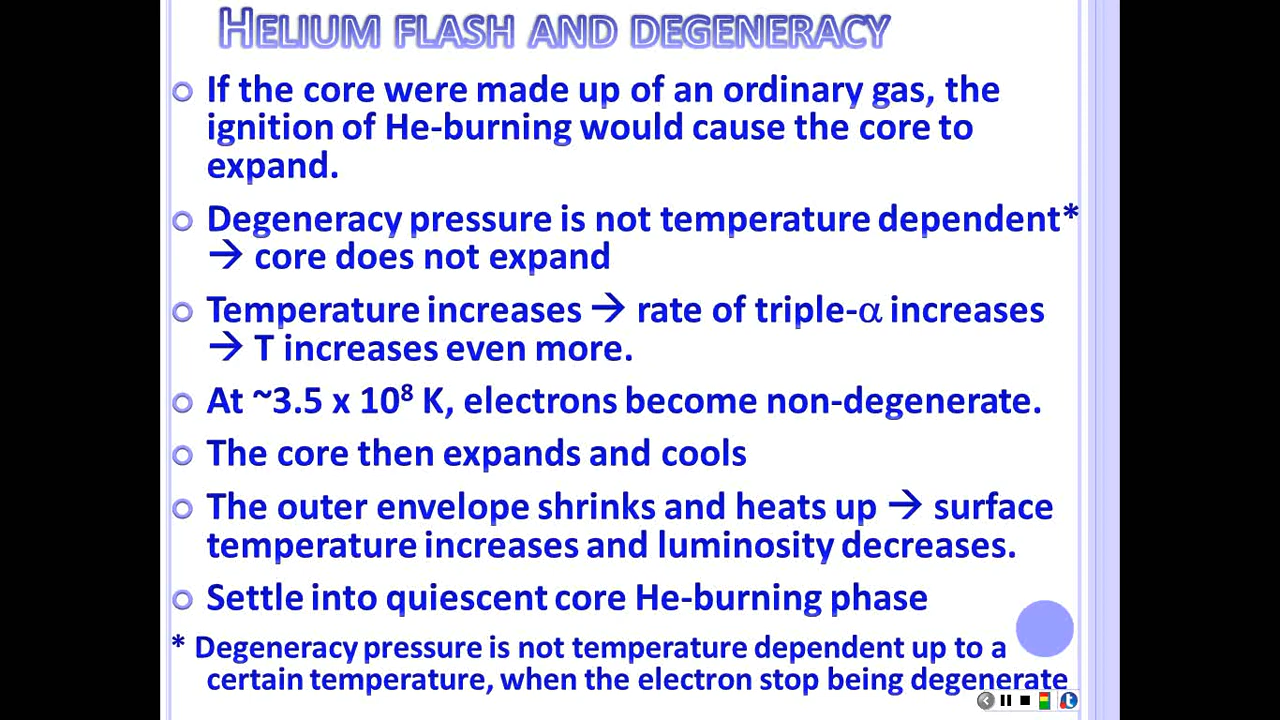 HELIUM FLASH AND DEGENERACY
If the core were made up of an ordinary gas, the
ignition of He-burning would cause the core to
expand.
Degeneracy pressure is not temperature dependent*
→ core does not expand
Temperature increases → rate of triple-α increases
→ T increases even more.
At ~3.5 x 10⁸ K, electrons become non-degenerate.
The core then expands and cools
The outer envelope shrinks and heats up → surface
temperature increases and luminosity decreases.
Settle into quiescent core He-burning phase
* Degeneracy pressure is not temperature dependent up to a
certain temperature, when the electron stop being degenerate